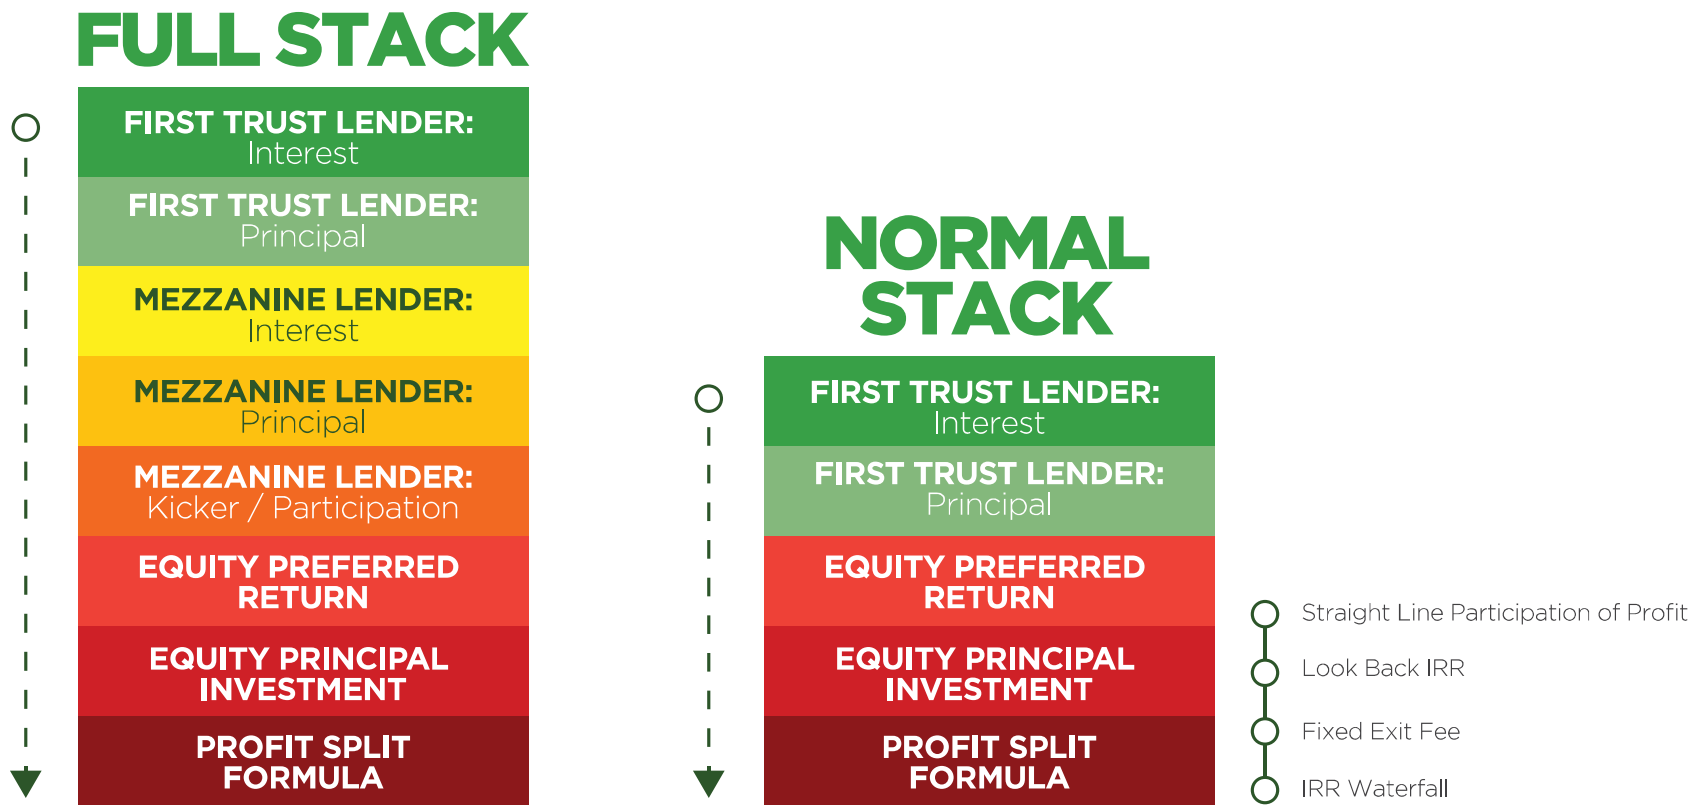 FULL STACK
FIRST TRUST LENDER:
Interest
FIRST TRUST LENDER:
Principal
MEZZANINE LENDER:
Interest
MEZZANINE LENDER:
Principal
MEZZANINE LENDER:
Kicker / Participation
EQUITY PREFERRED
RETURN
EQUITY PRINCIPAL
INVESTMENT
PROFIT SPLIT
FORMULA
NORMAL
STACK
FIRST TRUST LENDER:
Interest
FIRST TRUST LENDER:
Principal
EQUITY PREFERRED
RETURN
EQUITY PRINCIPAL
INVESTMENT
PROFIT SPLIT
FORMULA
Straight Line Participation of Profit
Look Back IRR
Fixed Exit Fee
IRR Waterfall